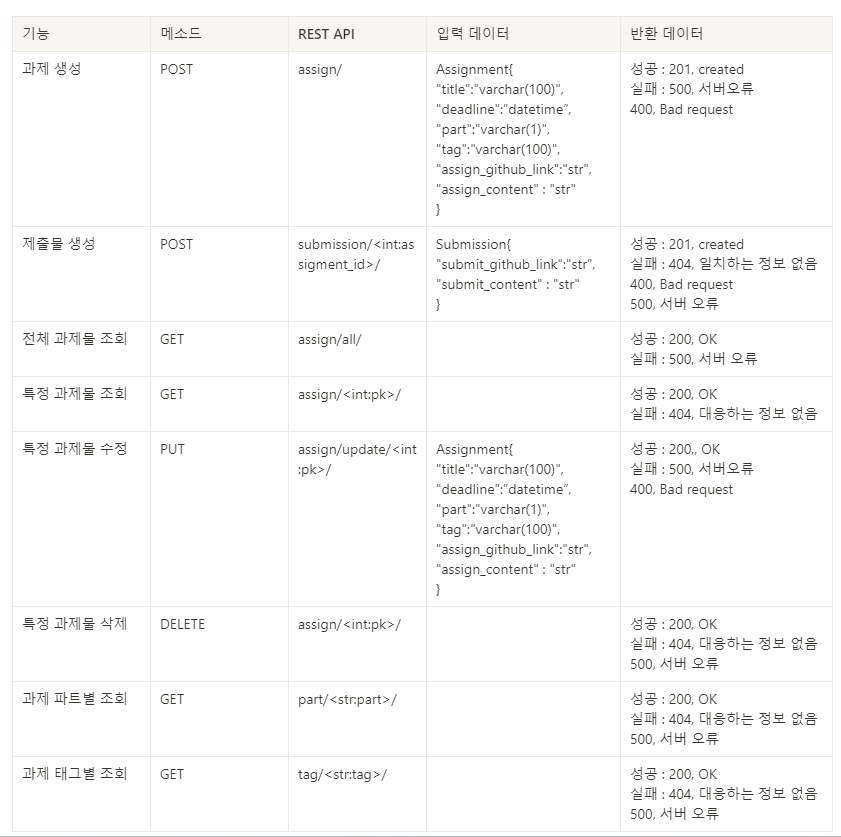 기능 메소드 REST API 입력 데이터 반환 데이터
과제 생성 POST assign/ Assignment{ 성공 : 201, created
"title":"varchar(100)", 실패 : 500, 서버오류
"deadline":"datetime”, 400, Bad request
"part":"varchar(1)",
"tag":"varchar(100)",
"assign_github_link":"str",
"assign_content" : "str"
}
제출물 생성 POST submission/<int:as Submission{ 성공 : 201, created
sigment_id>/ "submit_github_link":"str", 실패 : 404, 일치하는 정보 없음
"submit_content" : "str" 400, Bad request
} 500, 서버 오류
전체 과제물 조회 GET assign/all/ 성공 : 200, OK
실패 : 500, 서버 오류
특정 과제물 조회 GET assign/<int:pk>/ 성공 : 200, OK
실패 : 404, 대응하는 정보 없음
특정 과제물 수정 PUT assign/update/<int Assignment{ 성공 : 200,, OK
:pk>/ "title":"varchar(100)", 실패 : 500, 서버오류
"deadline":"datetime”, 400, Bad request
"part":"varchar(1)",
"tag":"varchar(100)",
"assign_github_link":"str",
"assign_content" : "str"
}
특정 과제물 삭제 DELETE assign/<int:pk>/ 성공 : 200, OK
실패 : 404, 대응하는 정보 없음
500, 서버 오류
과제 파트별 조회 GET part/<str:part>/ 성공 : 200, OK
실패 : 404, 대응하는 정보 없음
500, 서버 오류
과제 태그별 조회 GET tag/<str:tag>/ 성공 : 200, OK
실패 : 404, 대응하는 정보 없음
500, 서버 오류